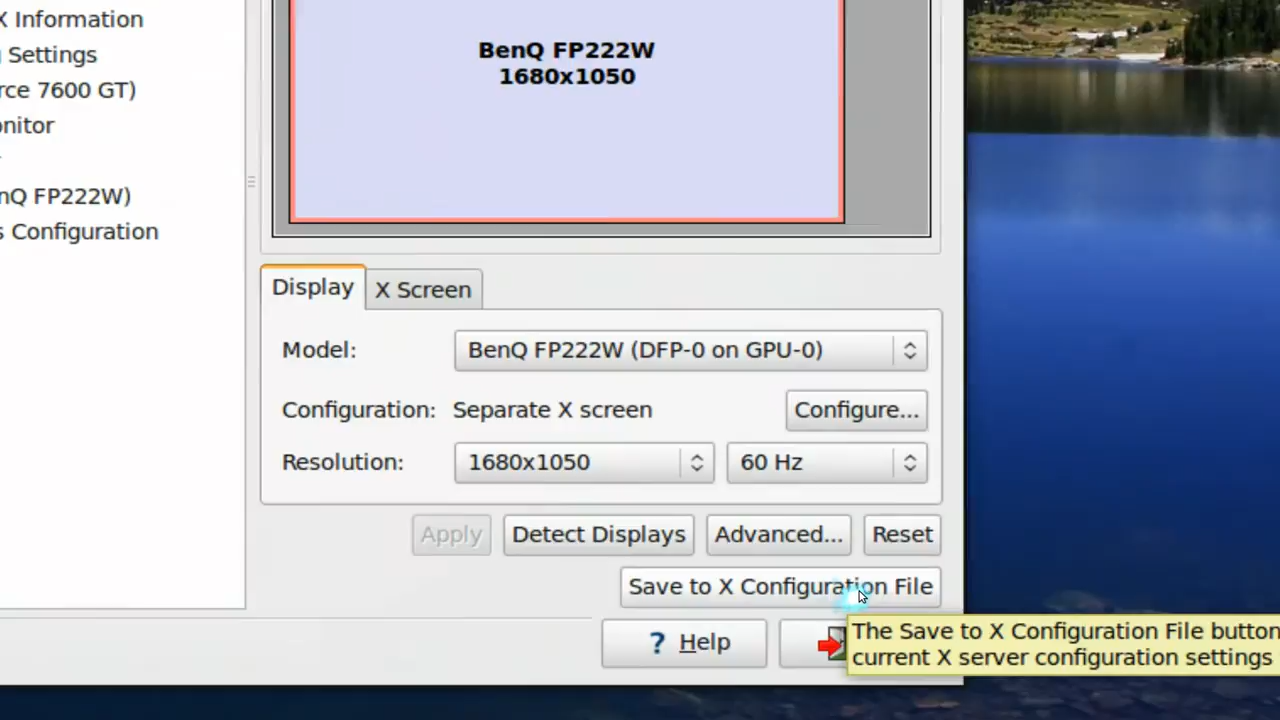 X Information
Settings
rce 7600 GT)
onitor
nQ FP222W)
s Configuration
BenQ FP222W
1680x1050
Display
X Screen
Model:
BenQ FP222W (DFP-0 on GPU-0)
Configuration:
Separate X screen
Configure...
Resolution:
1680x1050
60 Hz
Apply
Detect Displays
Advanced...
Reset
Save to X Configuration File
Help
The Save to X Configuration File button
current X server configuration settings